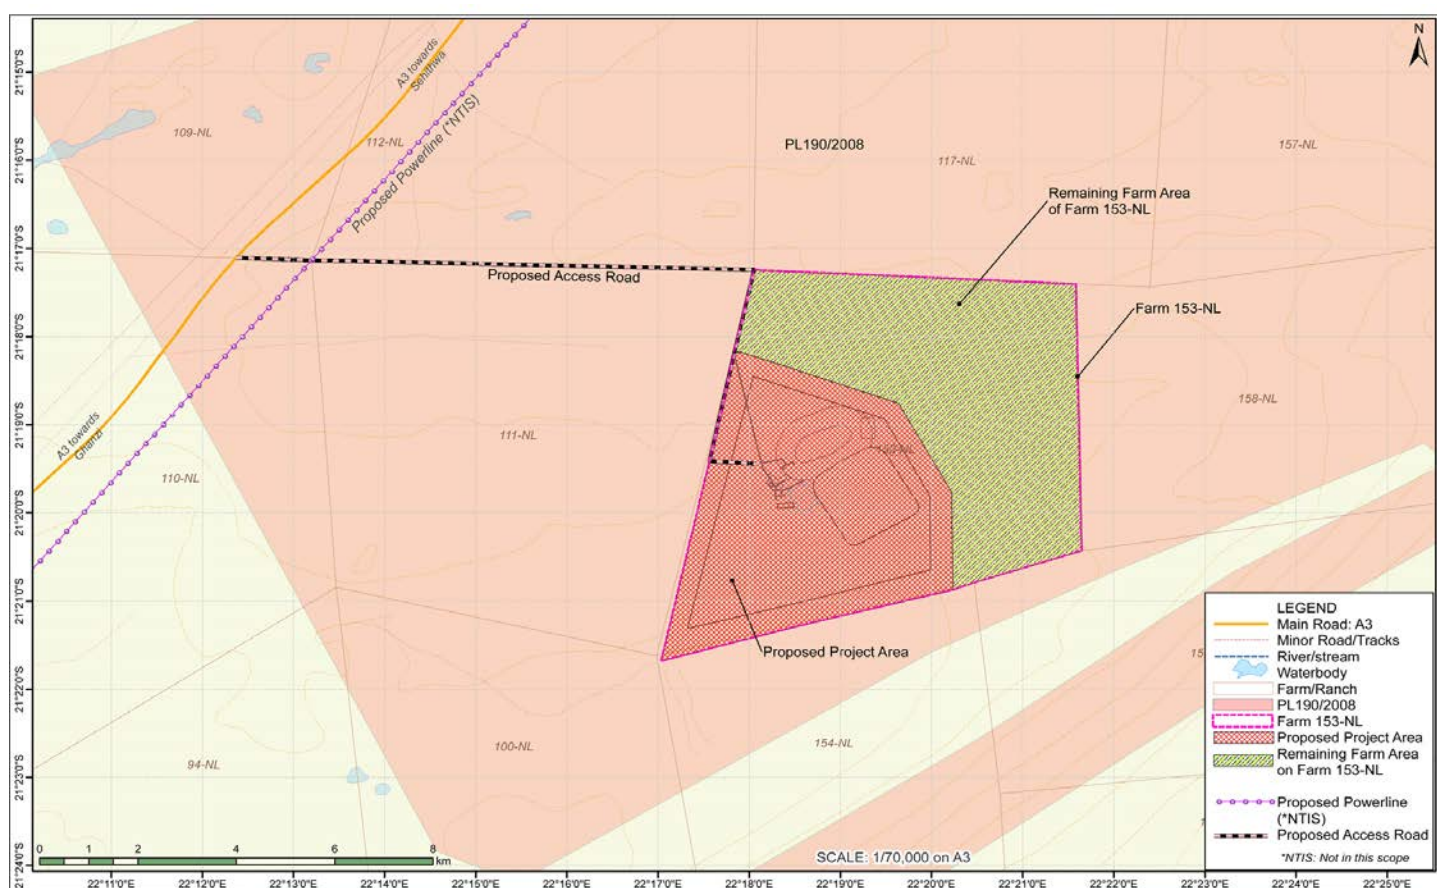 N
A3 towards
Sehithwa
Proposed Powerline (*NTIS)
109-NL
112-NL
PL190/2008
117-NL
157-NL
Remaining Farm Area
of Farm 153-NL
Proposed Access Road
Farm 153-NL
158-NL
A3 towards
Ghanzi
111-NL
110-NL
Proposed Project Area
100-NL
154-NL
94-NL
21°15'0"S
21°16'0"S
21°17'0"S
21°18'0"S
21°19'0"S
21°20'0"S
21°21'0"S
21°22'0"S
21°23'0"S
21°24'0"S
LEGEND
Main Road: A3
Minor Road/Tracks
River/stream
Waterbody
Farm/Ranch
PL190/2008
Farm 153-NL
Proposed Project Area
Remaining Farm Area
on Farm 153-NL
Proposed Powerline
(*NTIS)
Proposed Access Road
*NTIS: Not in this scope
0 1 2 4 6 8
km
SCALE: 1/70,000 on A3
22°11'0"E 22°12'0"E 22°13'0"E 22°14'0"E 22°15'0"E 22°16'0"E 22°17'0"E 22°18'0"E 22°19'0"E 22°20'0"E 22°21'0"E 22°22'0"E 22°23'0"E 22°24'0"E 22°25'0"E